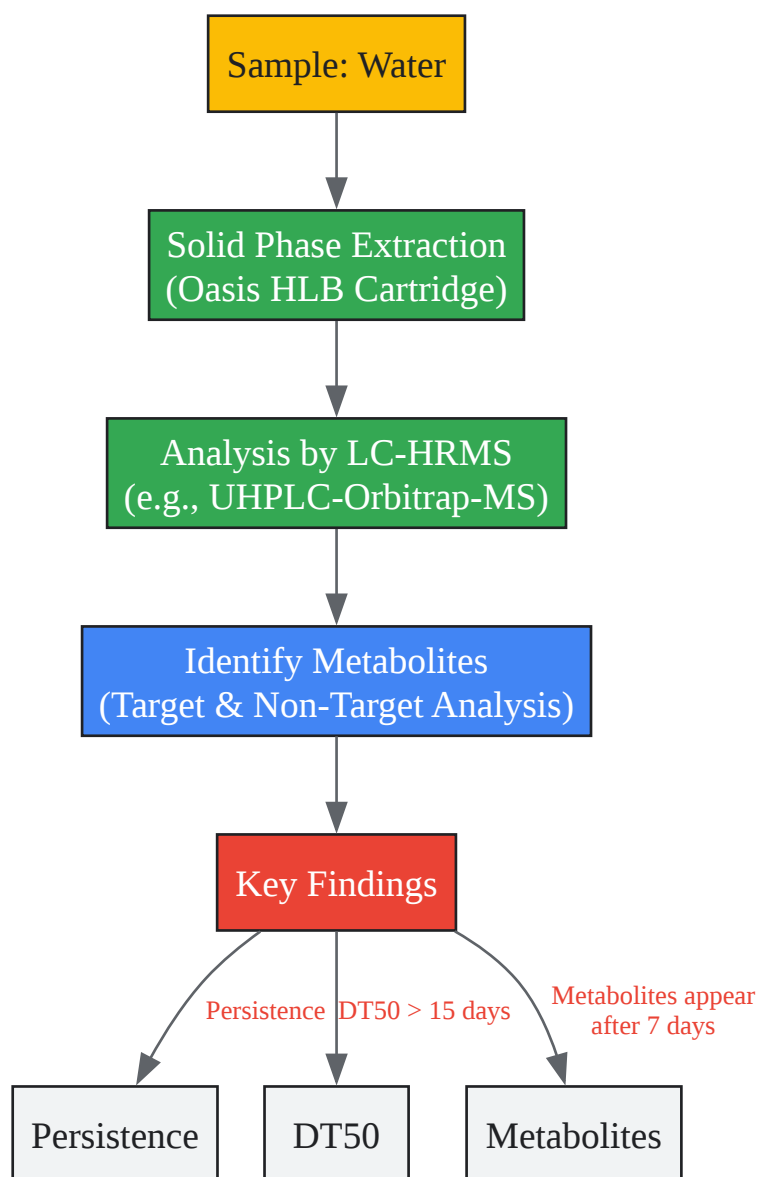 Sample: Water
Solid Phase Extraction
(Oasis HLB Cartridge)
Analysis by LC-HRMS
(e.g., UHPLC-Orbitrap-MS)
Identify Metabolites
(Target & Non-Target Analysis)
Key Findings
Persistence
DT50 > 15 days
Metabolites appear
after 7 days
Persistence
DT50
Metabolites